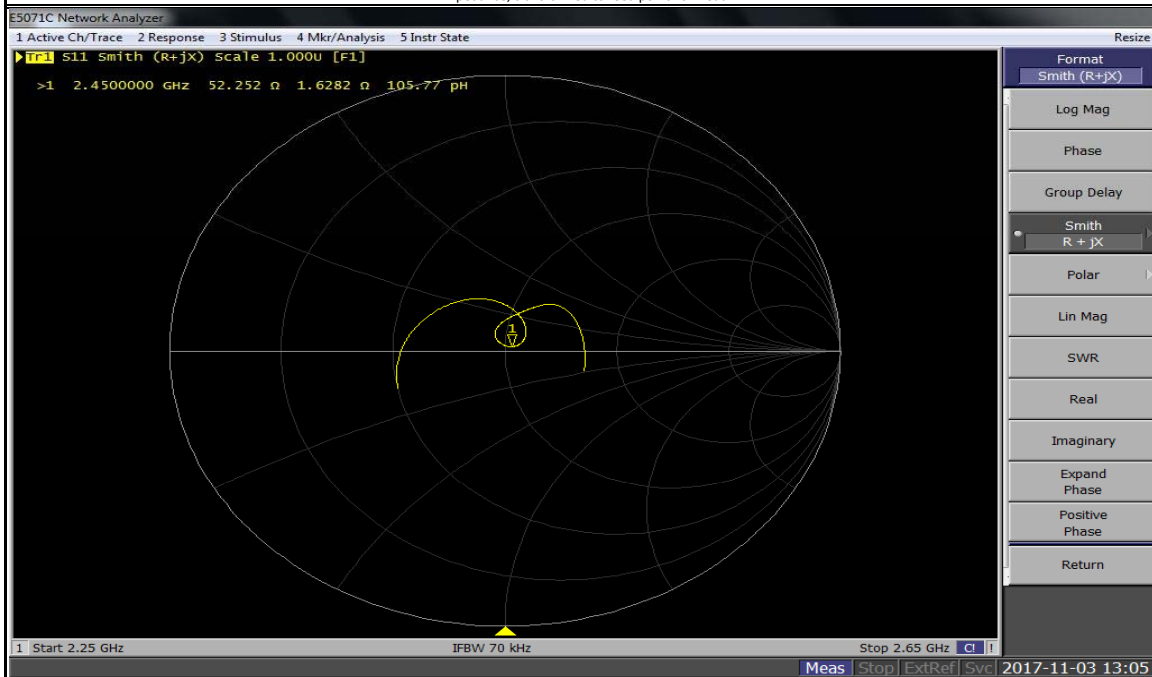 E5071C Network Analyzer
1 Active Ch/Trace 2 Response 3 Stimulus 4 Mkr/Analysis 5 Instr State Resize
Tr1 S11 Smith (R+jX) Scale 1.000U [F1]
>1 2.4500000 GHz 52.252 Ω 1.6282 Ω 105.77 pH
1
Format
Smith (R+jX)
Log Mag
Phase
Group Delay
Smith
R + jX
Polar
Lin Mag
SWR
Real
Imaginary
Expand
Phase
Positive
Phase
Return
1 Start 2.25 GHz IFBW 70 kHz Stop 2.65 GHz C! !
Meas Stop ExtRef Svc 2017-11-03 13:05